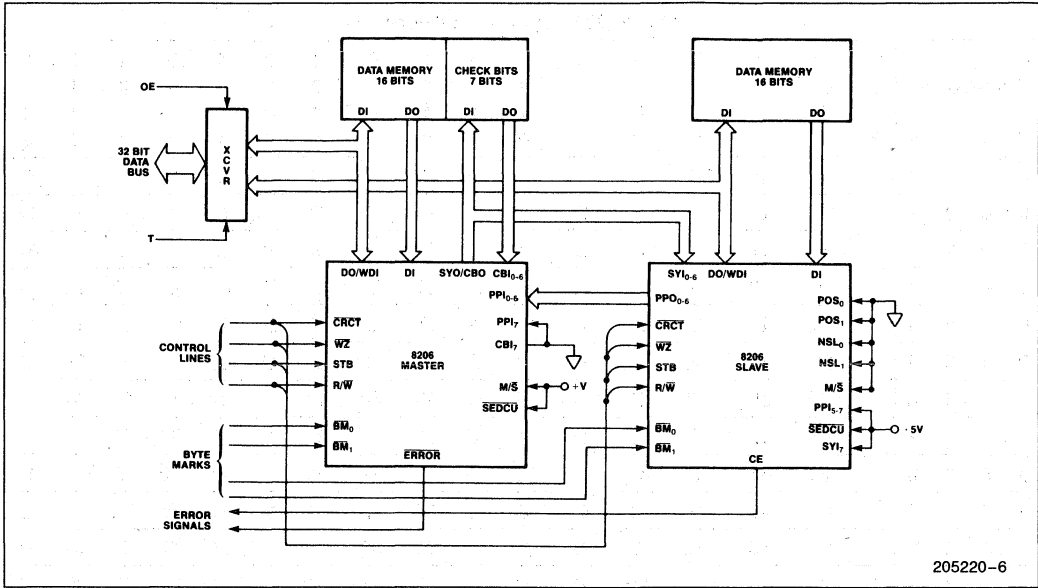 DATA MEMORY
16 BITS
DI
DO
CHECK BITS
7 BITS
DI
DO
DATA MEMORY
16 BITS
DI
DO
OE
XCVR
32 BIT
DATA
BUS
T
DO/WDI
DI
SYO/CBO
CBI₀₋₆
PPI₀₋₆
CRCT
WZ
STB
R/W
CONTROL
LINES
PPI₇
CBI₇
8206
MASTER
M/S
+V
SEDCU
BM₀
BM₁
BYTE
MARKS
ERROR
ERROR
SIGNALS
SYI₀₋₆
DO/WDI
DI
PPO₀₋₆
CRCT
WZ
STB
R/W
8206
SLAVE
POS₀
POS₁
NSL₀
NSL₁
M/S
PPI₅₋₇
SEDCU
SYI₇
5V
BM₀
BM₁
CE
205220-6